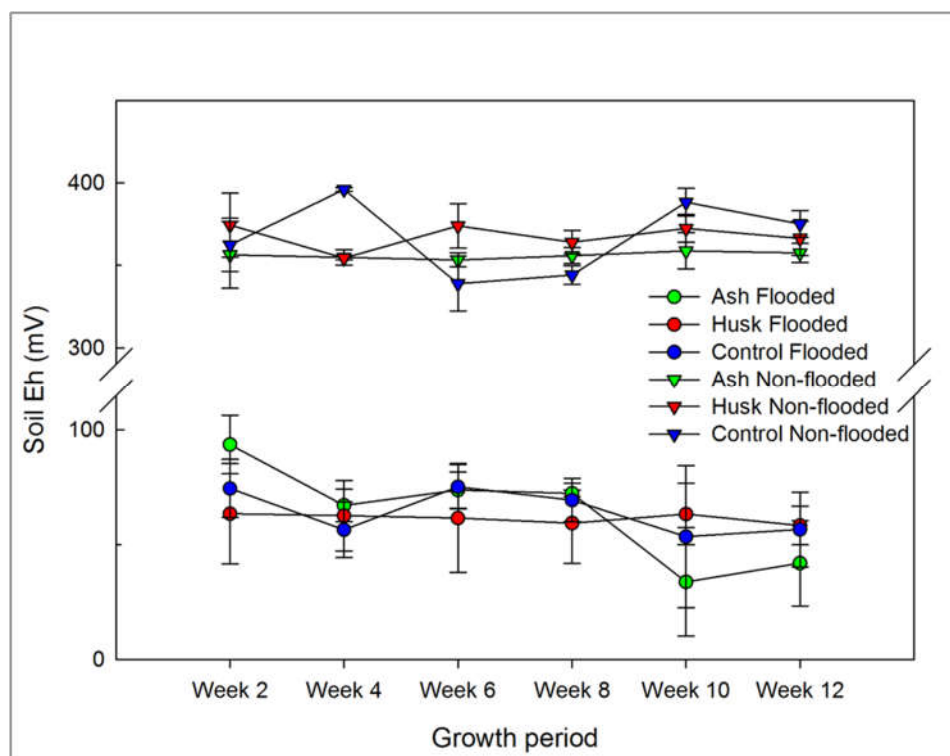 Soil Eh (mV)
400
300
100
0
Ash Flooded
Husk Flooded
Control Flooded
Ash Non-flooded
Husk Non-flooded
Control Non-flooded
Week 2 Week 4 Week 6 Week 8 Week 10 Week 12
Growth period